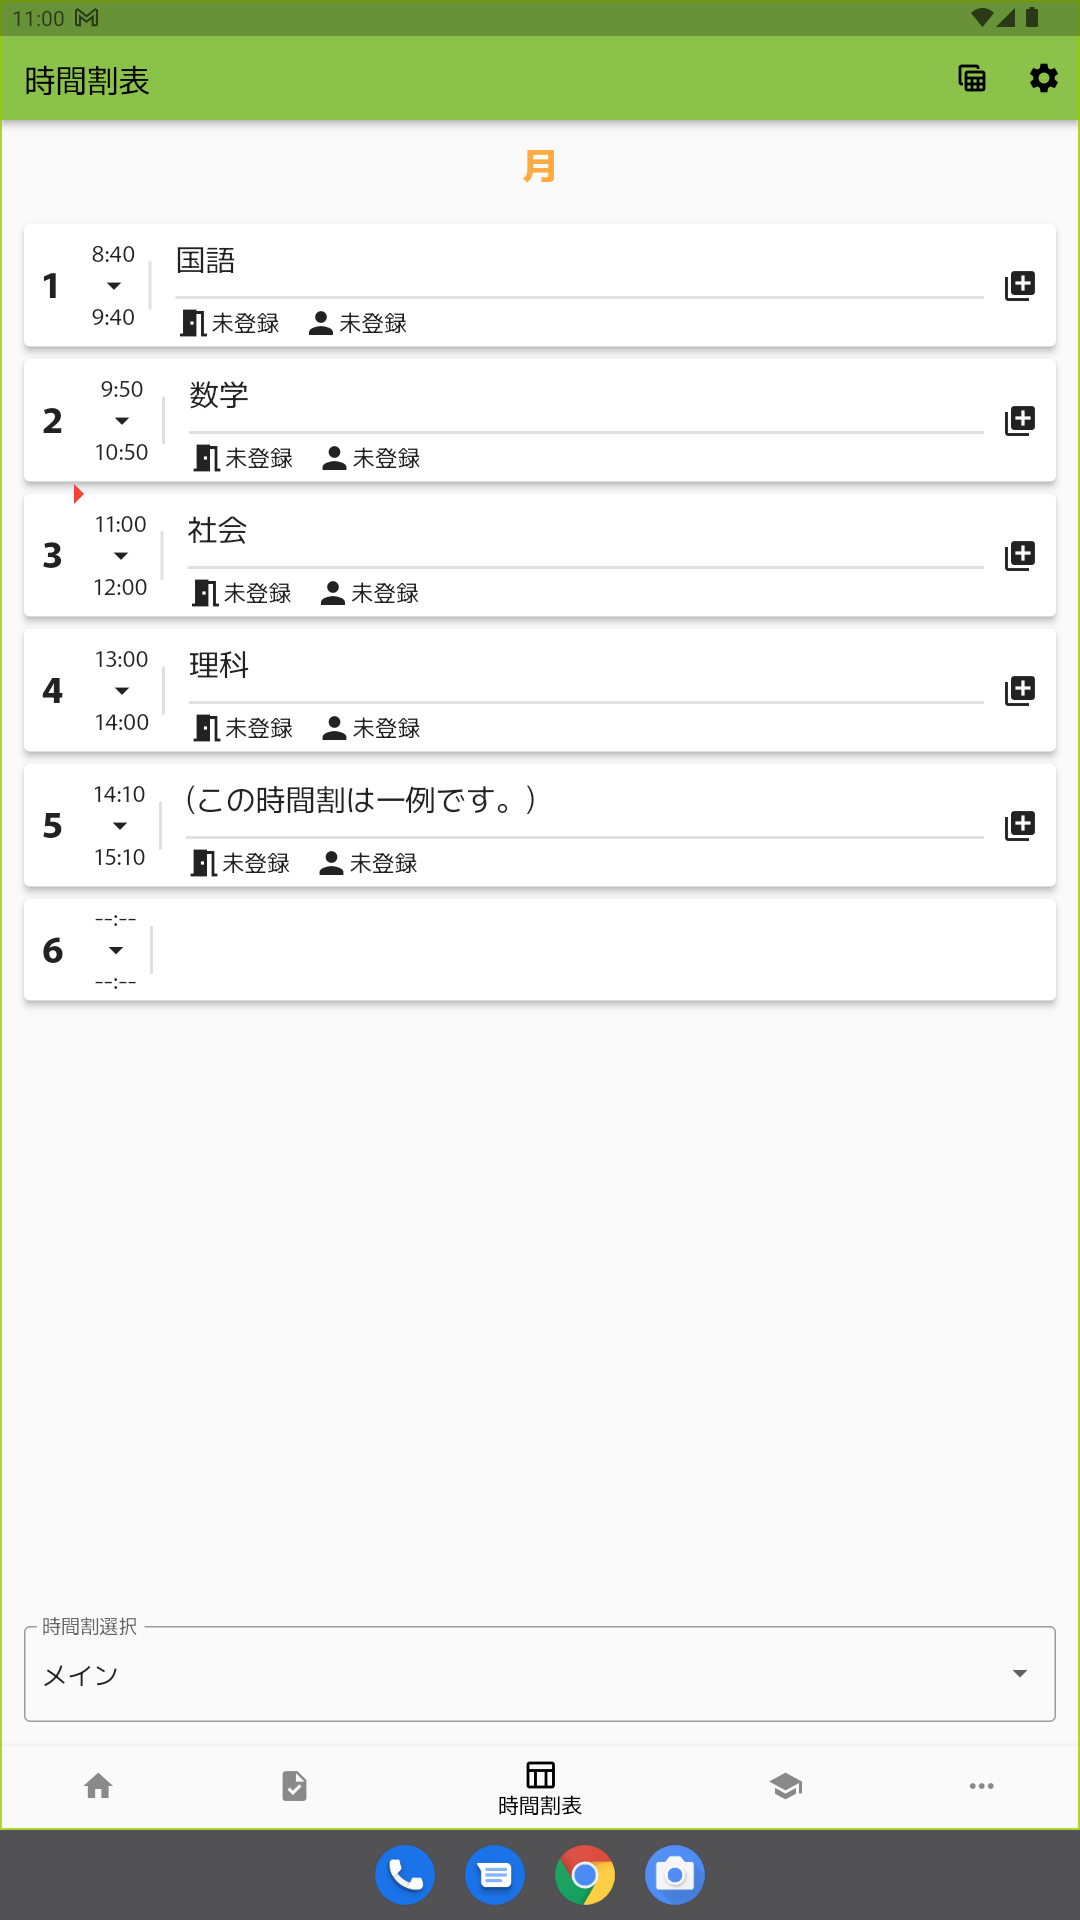 11:00
時間割表
月
1
8:40
9:40
国語
未登録 未登録
2
9:50
10:50
数学
未登録 未登録
3
11:00
12:00
社会
未登録 未登録
4
13:00
14:00
理科
未登録 未登録
5
14:10
15:10
(この時間割は一例です。)
未登録 未登録
6
--:--
--:--
時間割選択
メイン
時間割表